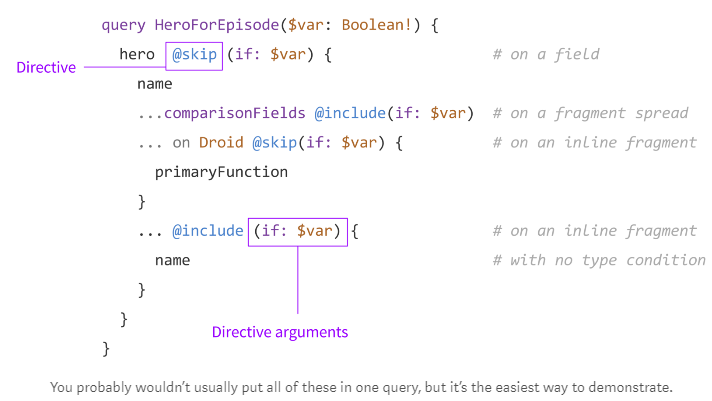 query HeroForEpisode($var: Boolean!) {
hero @skip (if: $var) { # on a field
Directive
name
...comparisonFields @include(if: $var) # on a fragment spread
... on Droid @skip(if: $var) { # on an inline fragment
primaryFunction
}
... @include (if: $var) { # on an inline fragment
name # with no type condition
}
}
Directive arguments
}
You probably wouldn’t usually put all of these in one query, but it’s the easiest way to demonstrate.